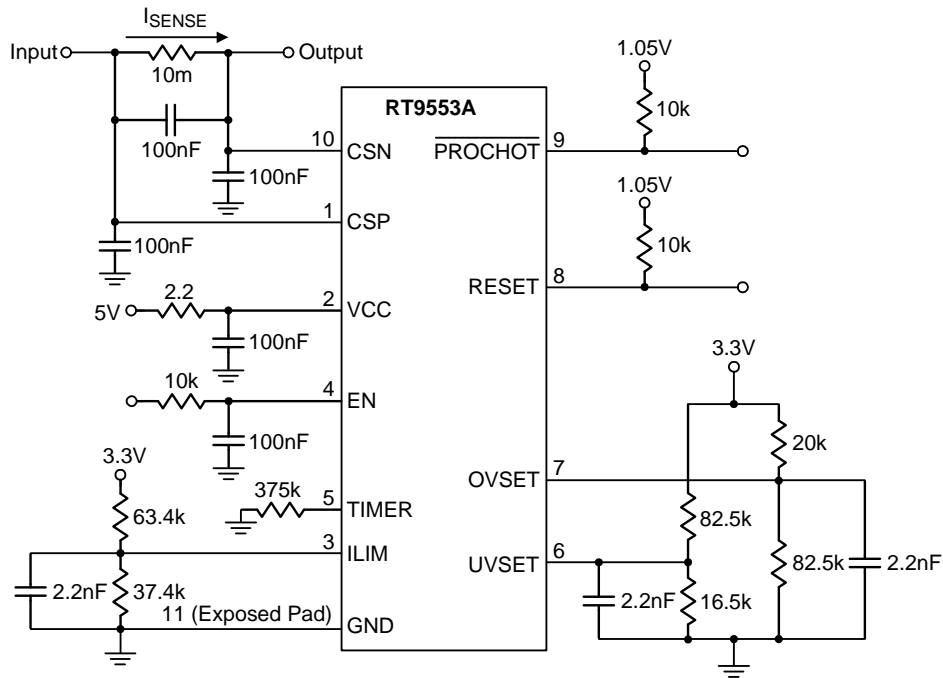 I_SENSE
Input
Output
10m
100nF
10 CSN
100nF
1 CSP
100nF
RT9553A
1.05V
10k
PROCHOT 9
1.05V
10k
RESET 8
2.2
5V
2 VCC
100nF
10k
4 EN
100nF
3.3V
63.4k
375k
5 TIMER
3 ILIM
2.2nF
37.4k
11 (Exposed Pad) GND
3.3V
20k
OVSET 7
82.5k
UVSET 6
82.5k
2.2nF
2.2nF
16.5k